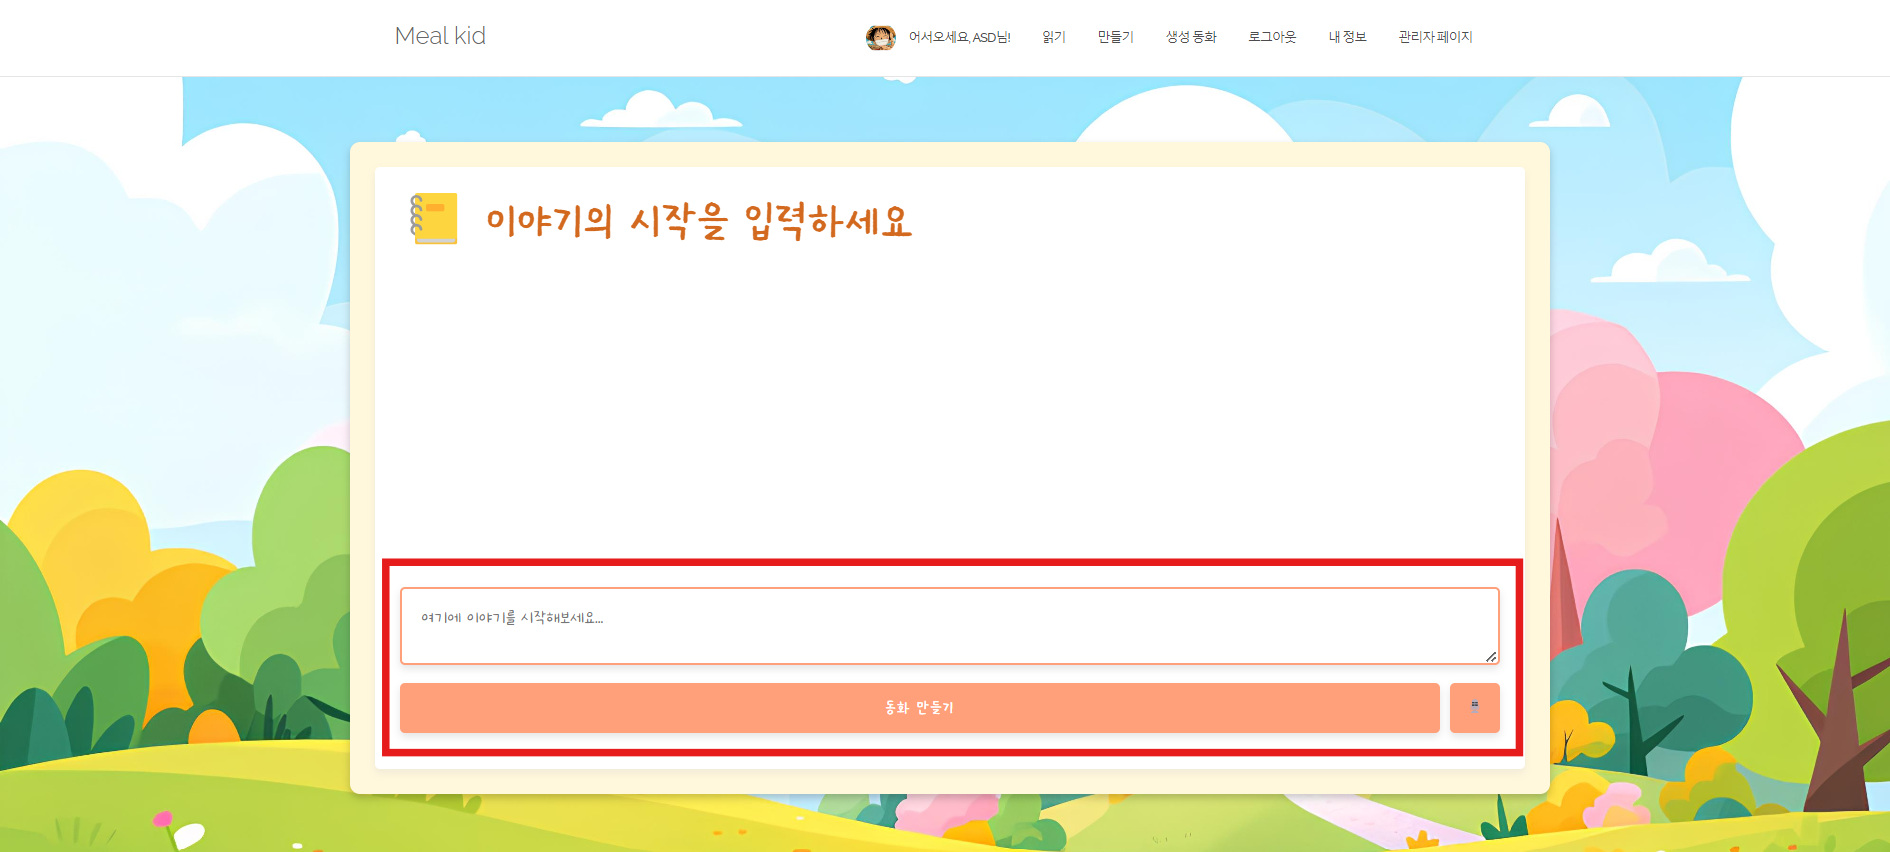 Meal kid
어서오세요, ASD님! 읽기 만들기 생성 동화 로그아웃 내 정보 관리자 페이지
이야기의 시작을 입력하세요
여기에 이야기를 시작해보세요...
동화 만들기